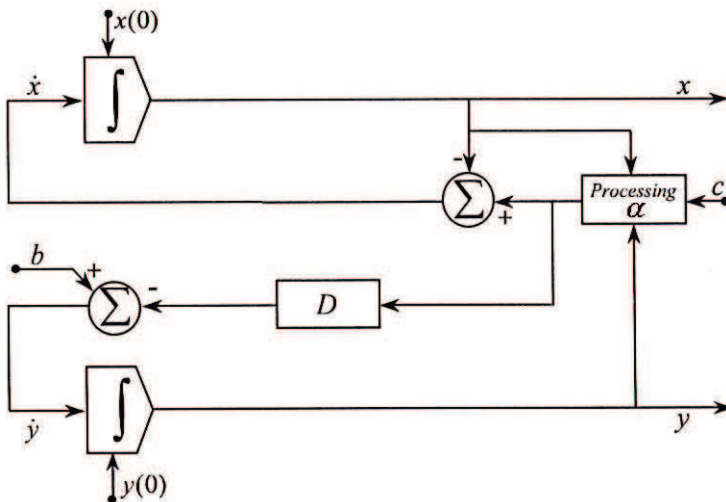 x(0)
ẋ
∫
x
-
Processing
α
c
Σ
+
b
+
Σ
-
D
∫
ẏ
y
y(0)